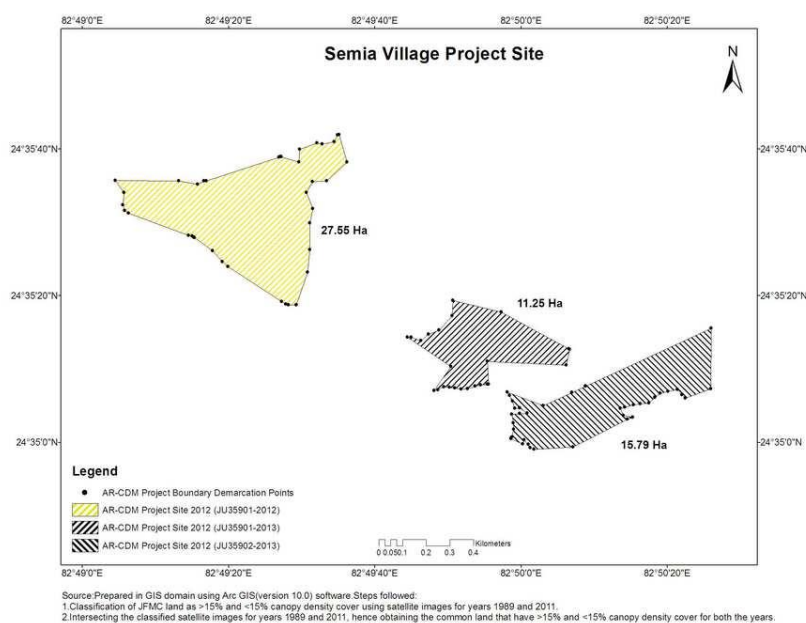 82°49'0"E 82°49'20"E 82°49'40"E 82°50'0"E 82°50'20"E
Semia Village Project Site
N
24°35'40"N 24°35'40"N
27.55 Ha
24°35'20"N 24°35'20"N
11.25 Ha
24°35'0"N 24°35'0"N
15.79 Ha
Legend
AR-CDM Project Boundary Demarcation Points
AR-CDM Project Site 2012 (JU35901-2012)
AR-CDM Project Site 2012 (JU35901-2013)
AR-CDM Project Site 2012 (JU35902-2013)
Kilometers
0 0.050.1 0.2 0.3 0.4
82°49'0"E 82°49'20"E 82°49'40"E 82°50'0"E 82°50'20"E
Source:Prepared in GIS domain using Arc GIS(version 10.0) software.Steps followed:
1.Classification of JFMC land as >15% and <15% canopy density cover using satellite images for years 1989 and 2011.
2.Intersecting the classified satellite images for years 1989 and 2011, hence obtaining the common land that have >15% and <15% canopy density cover for both the years.